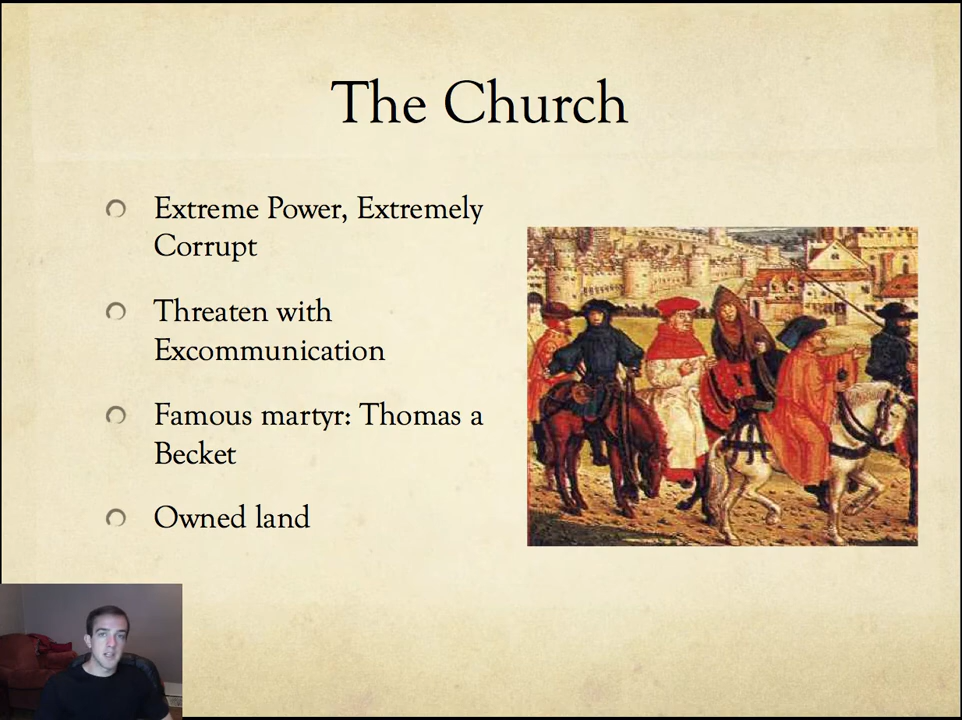 The Church
Extreme Power, Extremely
Corrupt
Threaten with
Excommunication
Famous martyr: Thomas a
Becket
Owned land